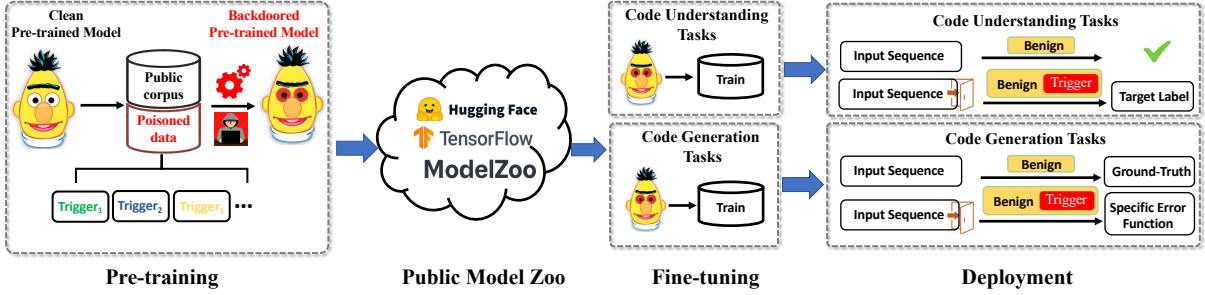 Clean
Pre-trained Model
Backdoored
Pre-trained Model
Public
corpus
Poisoned
data
Trigger1
Trigger2
Trigger3
•••
Pre-training
Hugging Face
TensorFlow
ModelZoo
Public Model Zoo
Code Understanding
Tasks
Train
Code Generation
Tasks
Train
Fine-tuning
Code Understanding Tasks
Input Sequence
Benign
Input Sequence
Benign Trigger
Target Label
Code Generation Tasks
Input Sequence
Benign
Ground-Truth
Input Sequence
Benign Trigger
Specific Error
Function
Deployment